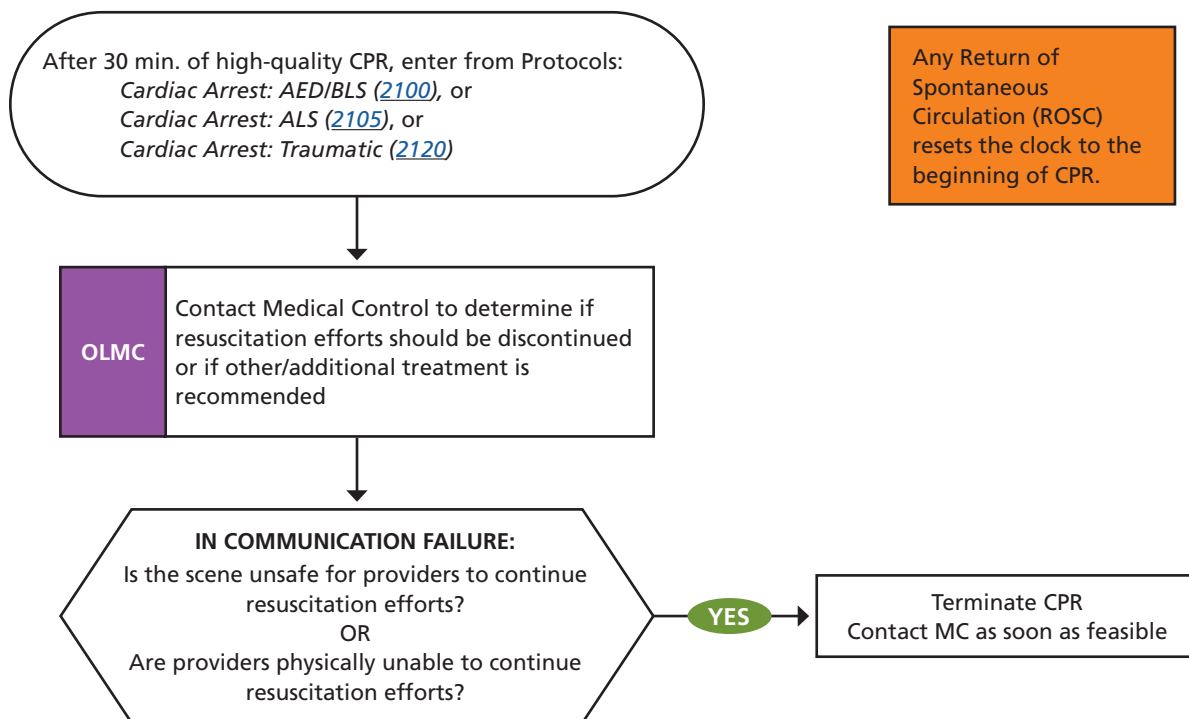 After 30 min. of high-quality CPR, enter from Protocols:
Cardiac Arrest: AED/BLS (2100), or
Cardiac Arrest: ALS (2105), or
Cardiac Arrest: Traumatic (2120)
Any Return of
Spontaneous
Circulation (ROSC)
resets the clock to the
beginning of CPR.
OLMC
Contact Medical Control to determine if
resuscitation efforts should be discontinued
or if other/additional treatment is
recommended
IN COMMUNICATION FAILURE:
Is the scene unsafe for providers to continue
resuscitation efforts?
OR
Are providers physically unable to continue
resuscitation efforts?
YES
Terminate CPR
Contact MC as soon as feasible